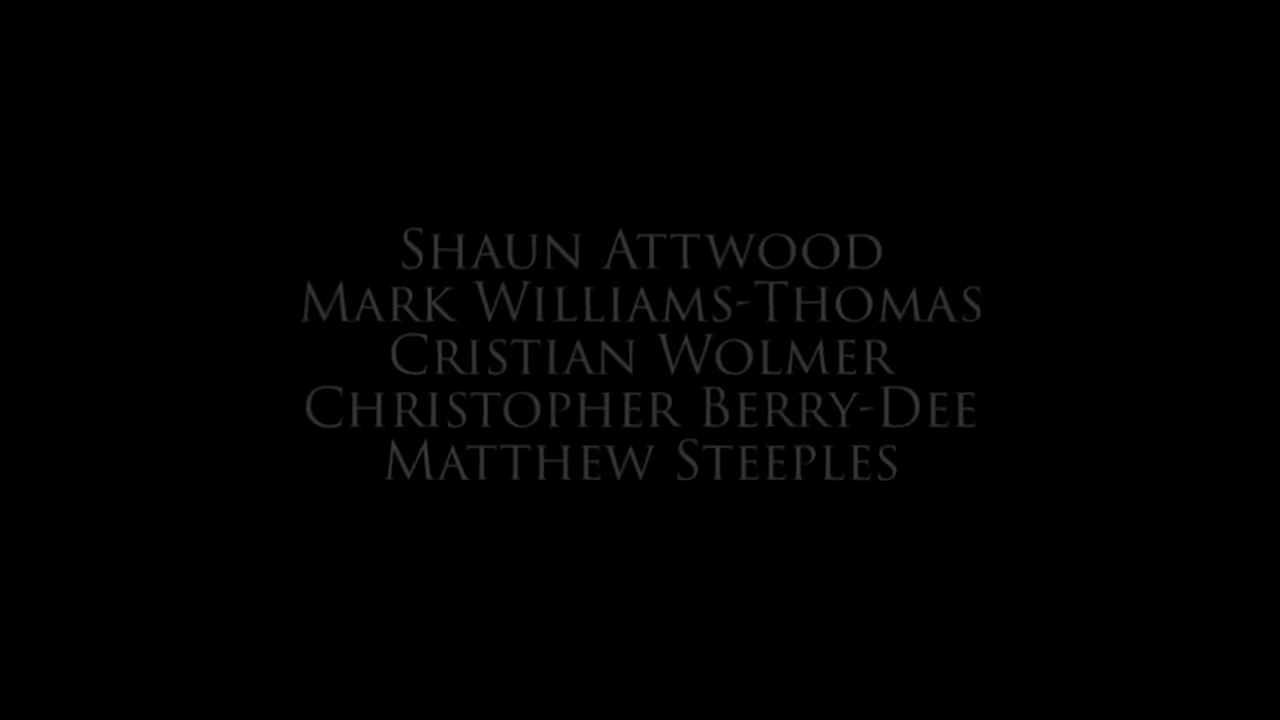 Shaun Attwood
Mark Williams-Thomas
Cristian Wolmer
Christopher Berry-Dee
Matthew Steeples